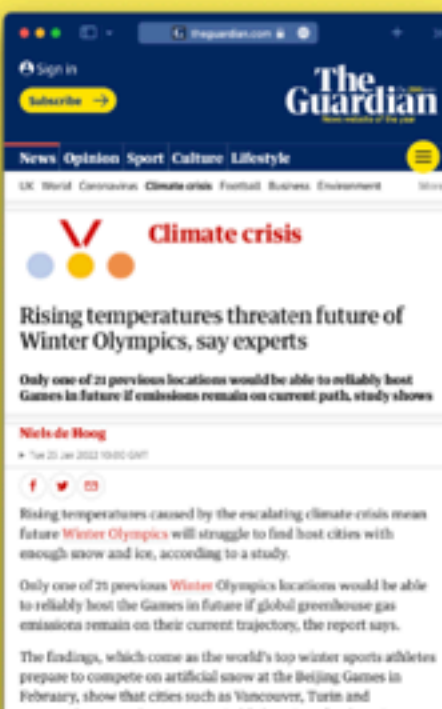 theguardian.com
Sign in
Subscribe →
The
Guardian
News website of the year
News Opinion Sport Culture Lifestyle
UK World Coronavirus Climate crisis Football Business Environment
Climate crisis
Rising temperatures threaten future of
Winter Olympics, say experts
Only one of 21 previous locations would be able to reliably host
Games in future if emissions remain on current path, study shows
Niels de Hoog
Tue 25 Jan 2022 10:00 GMT
Rising temperatures caused by the escalating climate crisis mean
future Winter Olympics will struggle to find host cities with
enough snow and ice, according to a study.
Only one of 21 previous Winter Olympics locations would be able
to reliably host the Games in future if global greenhouse gas
emissions remain on their current trajectory, the report says.
The findings, which come as the world's top winter sports athletes
prepare to compete on artificial snow at the Beijing Games in
February, show that cities such as Vancouver, Turin and